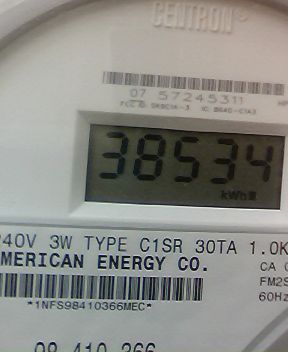 CENTRON®
07 57245311
38534
kWh
240V 3W TYPE C1SR 30TA 1.0K
AMERICAN ENERGY CO.
CA
FM2S
60Hz
*1NFS98410366MEC*
98 410 366